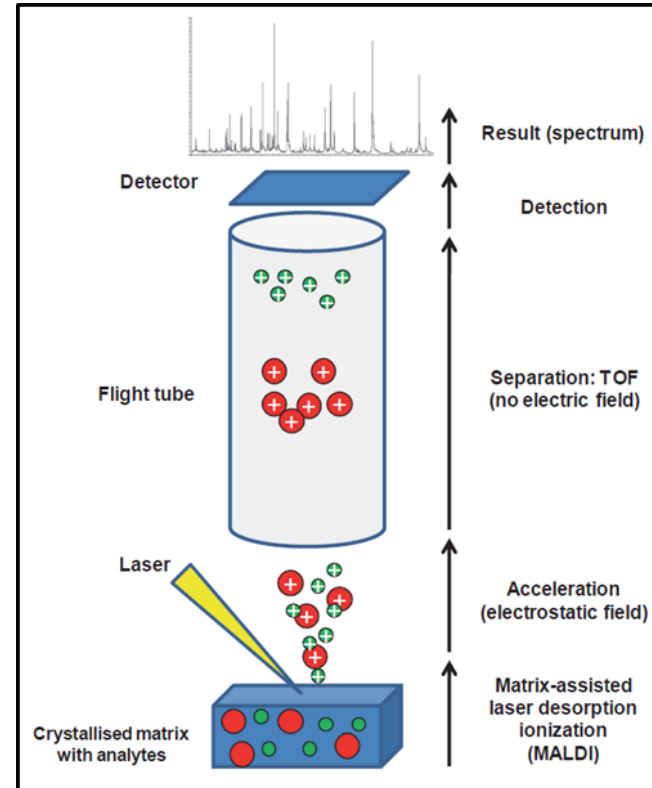 Result (spectrum)
Detector
Detection
Flight tube
Separation: TOF
(no electric field)
Laser
Acceleration
(electrostatic field)
Crystallised matrix
with analytes
Matrix-assisted
laser desorption
ionization
(MALDI)